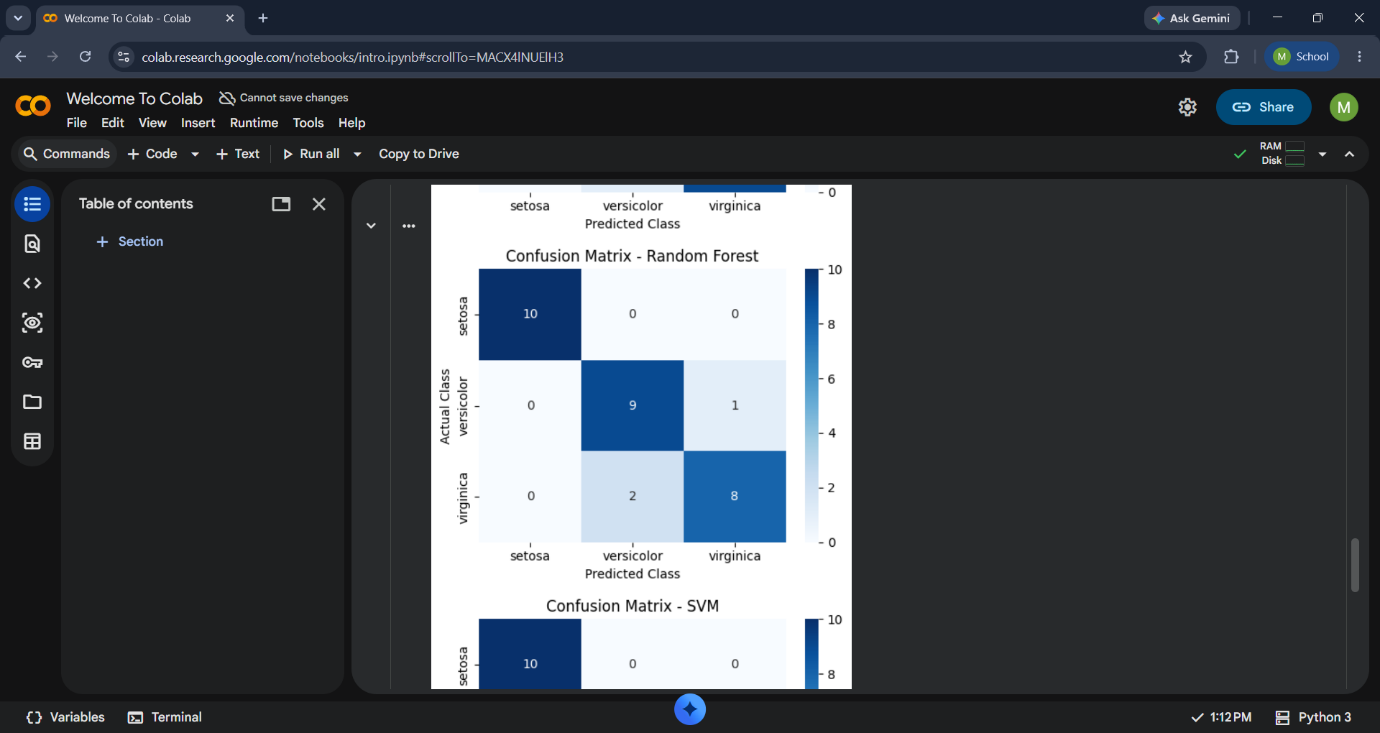 Welcome To Colab - Colab
Ask Gemini
colab.research.google.com/notebooks/intro.ipynb#scrollTo=MACX4lNUElH3
M School
Welcome To Colab Cannot save changes
File Edit View Insert Runtime Tools Help
Share
M
Commands + Code + Text Run all Copy to Drive
RAM
Disk
Table of contents
+ Section
0
setosa versicolor virginica
Predicted Class
Confusion Matrix - Random Forest
Actual Class
setosa 10 0 0
versicolor 0 9 1
virginica 0 2 8
setosa versicolor virginica
Predicted Class
10
8
6
4
2
0
Confusion Matrix - SVM
setosa 10 0 0
10
8
Variables Terminal
1:12 PM Python 3